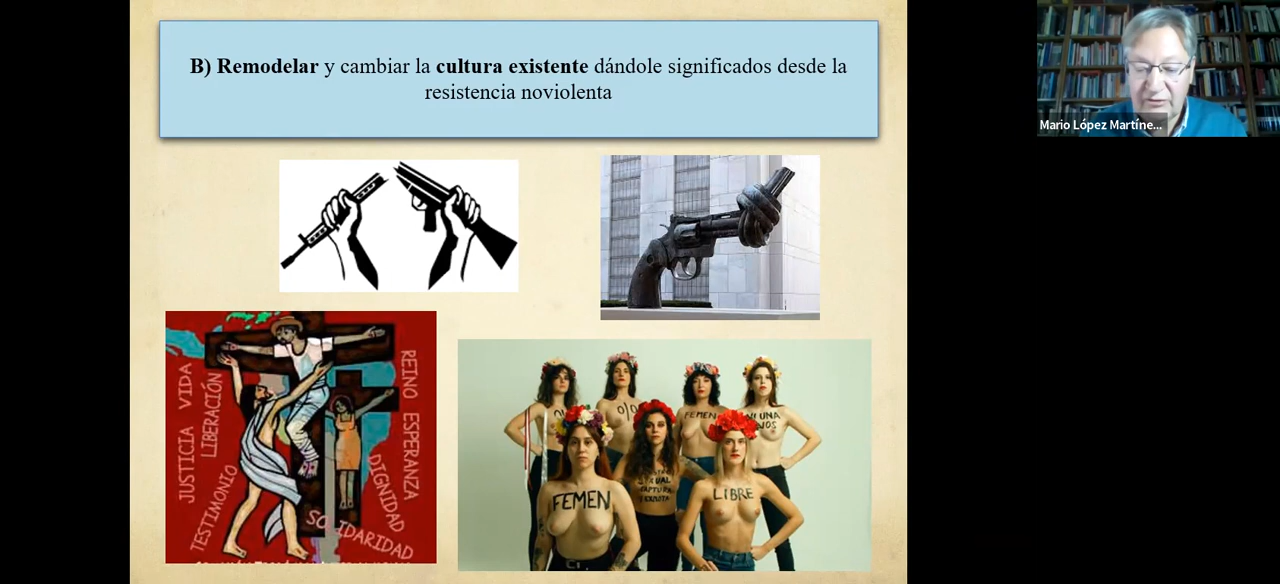 B) Remodelar y cambiar la cultura existente dándole significados desde la
resistencia noviolenta
Mario López Martíne...
JUSTICIA VIDA
LIBERACIÓN
TESTIMONIO
REINO ESPERANZA
DIGNIDAD
SOLIDARIDAD
FEMEN
NI UNA
FEMEN
LIBRE